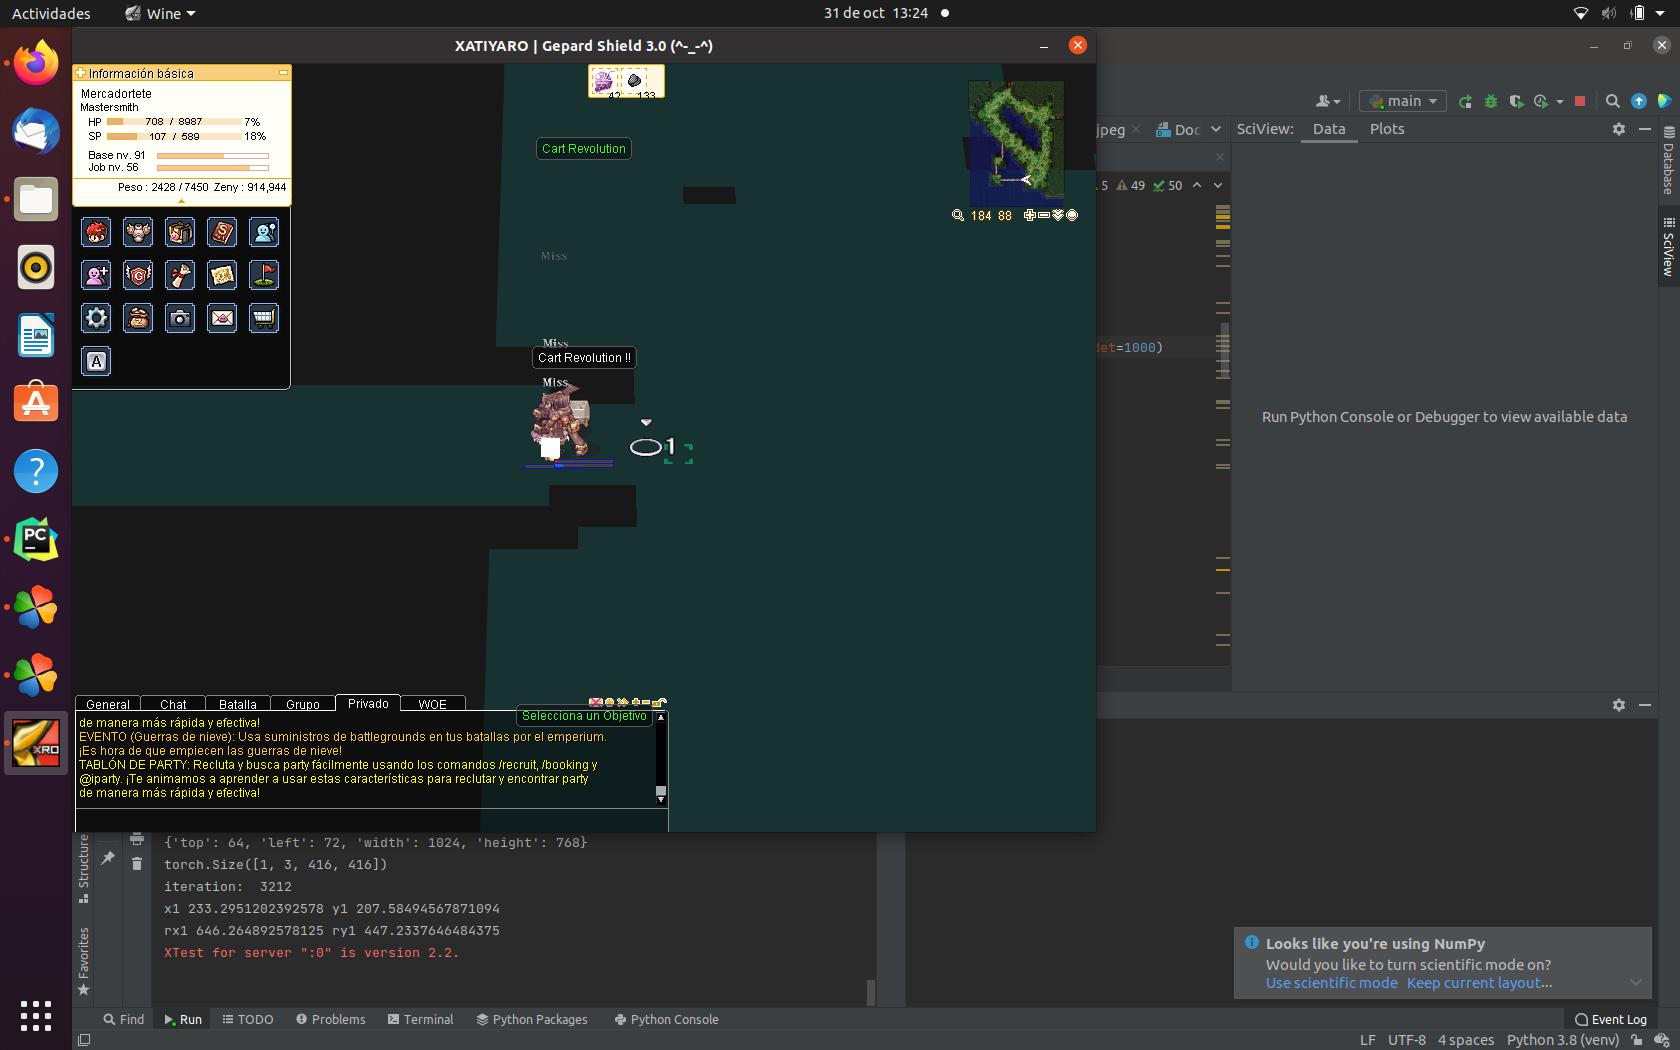 Actividades
Wine
31 de oct 13:24
XATIYARO | Gepard Shield 3.0 (^-_-^)
Información básica
Mercadortete
Mastersmith
HP 708 / 8987 7%
SP 107 / 589 18%
Base nv. 91
Job nv. 56
Peso : 2428 / 7450 Zeny : 914,944
42 133
Cart Revolution
184 88
Miss
Miss
Cart Revolution !!
Miss
1
A
General Chat Batalla Grupo Privado WOE
Selecciona un Objetivo
de manera más rápida y efectiva!
EVENTO (Guerras de nieve): Usa suministros de battlegrounds en tus batallas por el emperium.
¡Es hora de que empiecen las guerras de nieve!
TABLÓN DE PARTY: Recluta y busca party fácilmente usando los comandos /recruit, /booking y
@iparty. ¡Te animamos a aprender a usar estas características para reclutar y encontrar party
de manera más rápida y efectiva!
main
jpeg Doc
SciView: Data Plots
5 49 50
det=1000)
Database
SciView
Run Python Console or Debugger to view available data
PC
XRO
Structure
Favorites
{'top': 64, 'left': 72, 'width': 1024, 'height': 768}
torch.Size([1, 3, 416, 416])
iteration: 3212
x1 233.2951202392578 y1 207.58494567871094
rx1 646.264892578125 ry1 447.2337646484375
XTest for server ":0" is version 2.2.
Looks like you're using NumPy
Would you like to turn scientific mode on?
Use scientific mode Keep current layout...
Find Run TODO Problems Terminal Python Packages Python Console
Event Log
LF UTF-8 4 spaces Python 3.8 (venv)